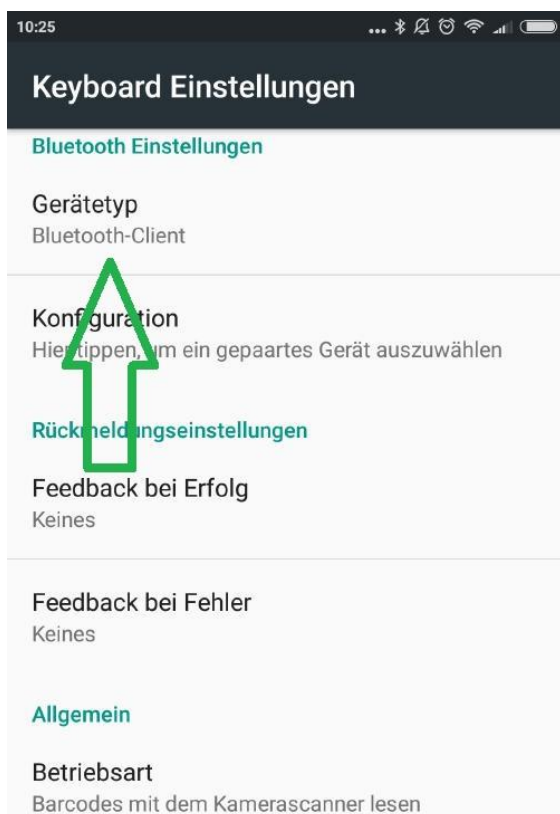 10:25
Keyboard Einstellungen
Bluetooth Einstellungen
Gerätetyp
Bluetooth-Client
Konfiguration
Hier tippen, um ein gepaartes Gerät auszuwählen
Rückmeldungseinstellungen
Feedback bei Erfolg
Keines
Feedback bei Fehler
Keines
Allgemein
Betriebsart
Barcodes mit dem Kamerascanner lesen